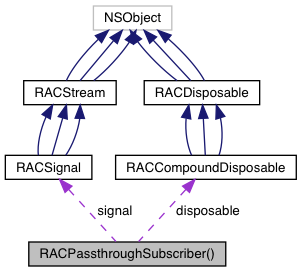 NSObject
RACStream
RACDisposable
RACSignal
RACCompoundDisposable
signal
disposable
RACPassthroughSubscriber()